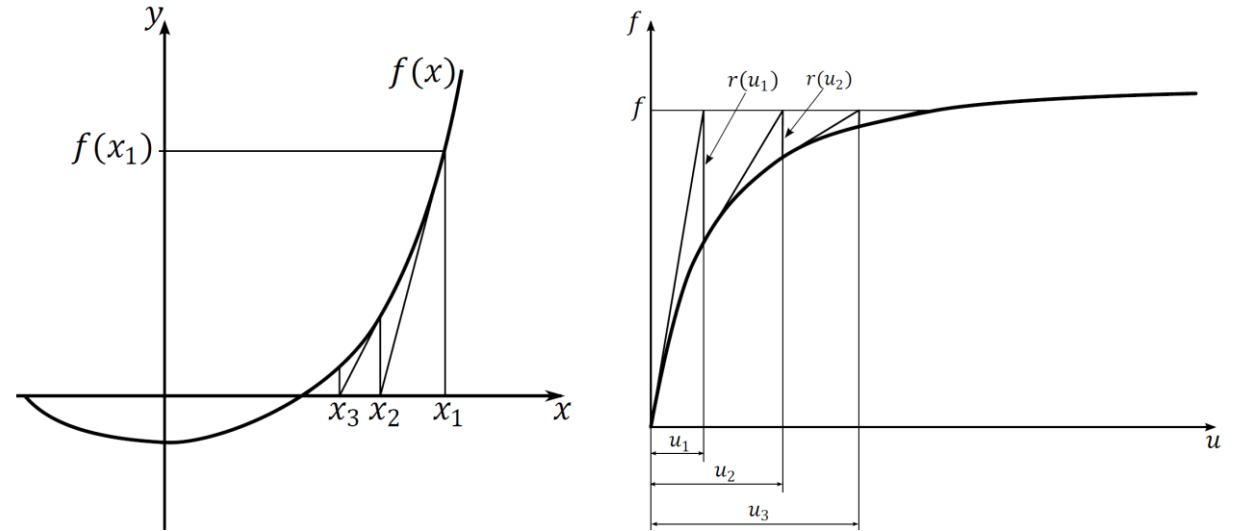 y
f(x)
f(x₁)
x₃ x₂ x₁ x
f
r(u₁) r(u₂)
f
u₁
u
u₂
u₃